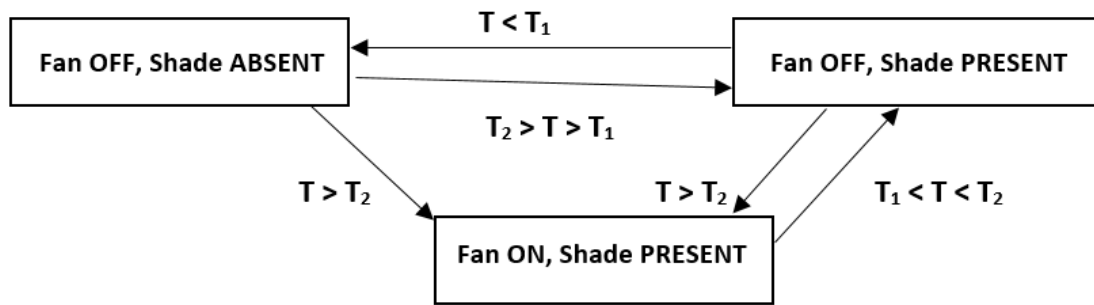 T < T₁
Fan OFF, Shade ABSENT
Fan OFF, Shade PRESENT
T₂ > T > T₁
T > T₂
T > T₂
T₁ < T < T₂
Fan ON, Shade PRESENT